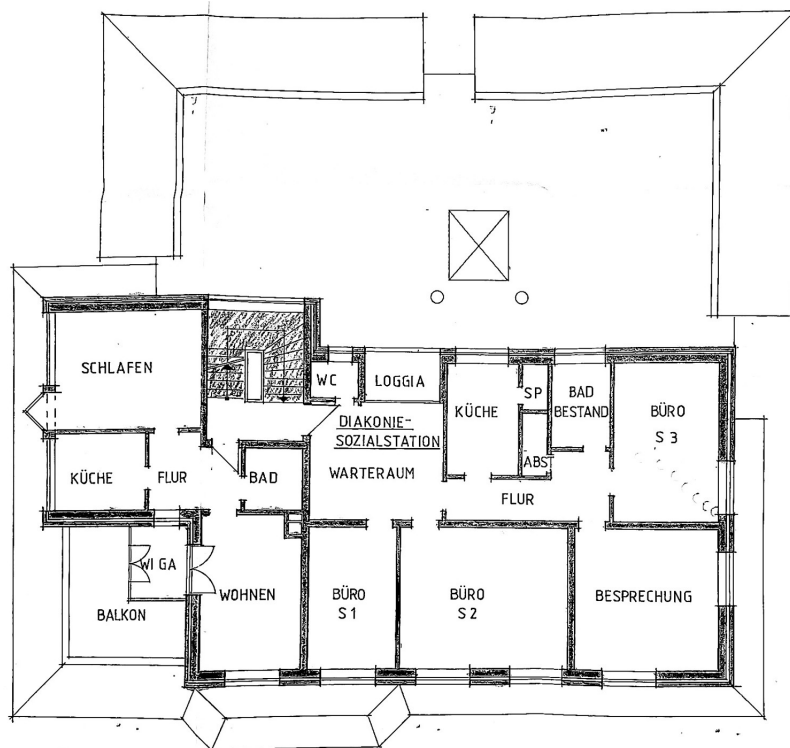 SCHLAFEN
WC
LOGGIA
KÜCHE
SP
BAD
BESTAND
BÜRO
S 3
DIAKONIE-
SOZIALSTATION
WARTERAUM
ABS
KÜCHE
FLUR
BAD
FLUR
WI GA
BALKON
WOHNEN
BÜRO
S 1
BÜRO
S 2
BESPRECHUNG